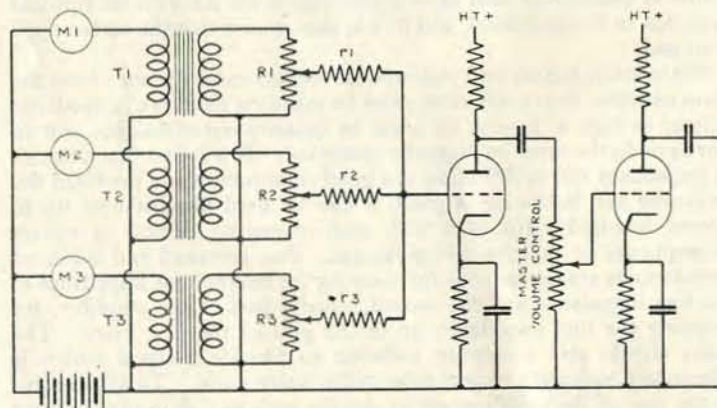 HT+
HT+
M1
T1
R1
r1
M2
T2
R2
r2
M3
T3
R3
r3
MASTER
VOLUME CONTROL